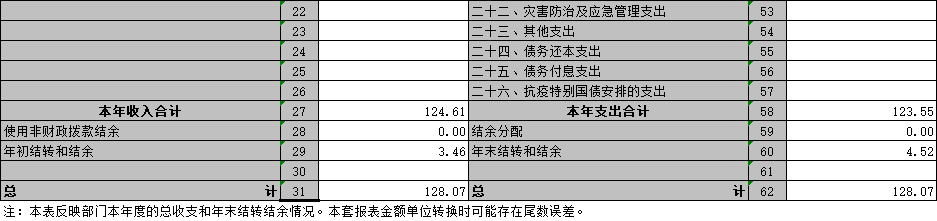 22 二十二、灾害防治及应急管理支出 53
23 二十三、其他支出 54
24 二十四、债务还本支出 55
25 二十五、债务付息支出 56
26 二十六、抗疫特别国债安排的支出 57
本年收入合计 27 124.61 本年支出合计 58 123.55
使用非财政拨款结余 28 0.00 结余分配 59 0.00
年初结转和结余 29 3.46 年末结转和结余 60 4.52
30 61
总 计 31 128.07 总 计 62 128.07
注：本表反映部门本年度的总收支和年末结转结余情况。本套报表金额单位转换时可能存在尾数误差。